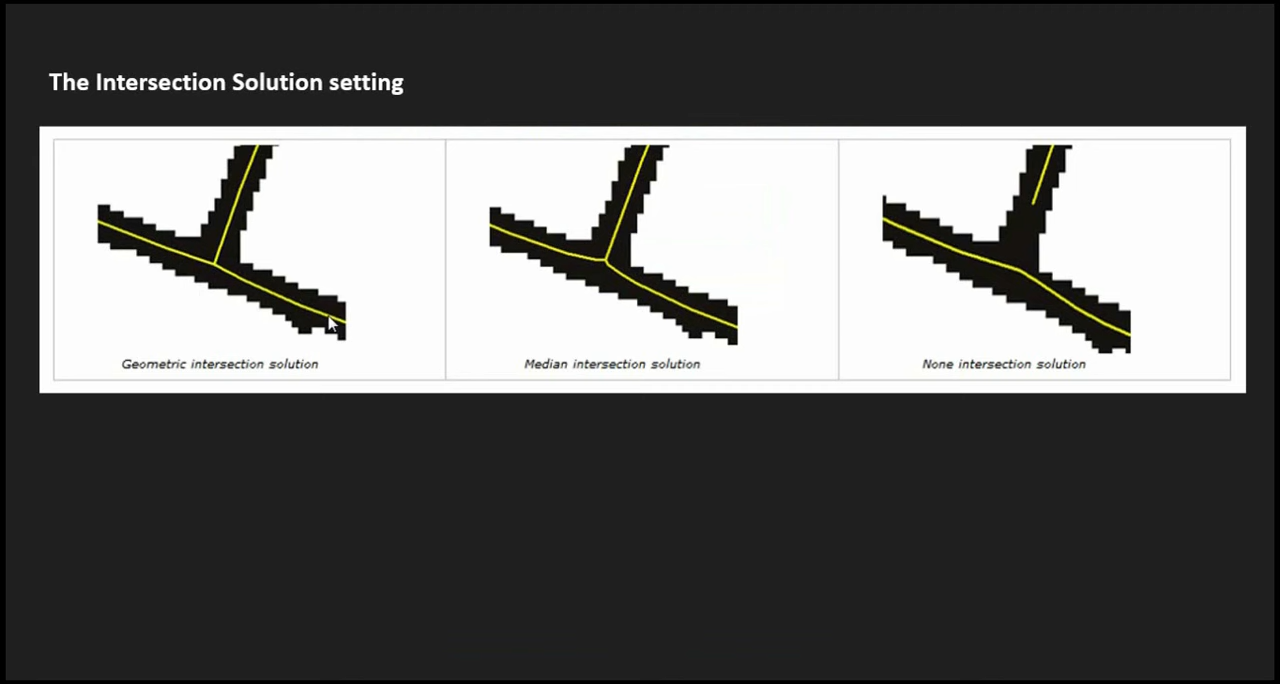 The Intersection Solution setting
Geometric intersection solution
Median intersection solution
None intersection solution